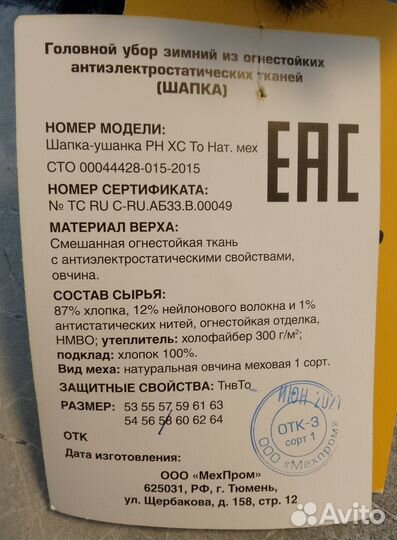 Головной убор зимний из огнестойких
антиэлектростатических тканей
(ШАПКА)
НОМЕР МОДЕЛИ:
Шапка-ушанка РН ХС То Нат. мех
СТО 00044428-015-2015
НОМЕР СЕРТИФИКАТА:
№ ТС RU C-RU.АБ33.В.00049
EAC
МАТЕРИАЛ ВЕРХА:
Смешанная огнестойкая ткань
с антиэлектростатическими свойствами,
овчина.
СОСТАВ СЫРЬЯ:
87% хлопка, 12% нейлонового волокна и 1%
антистатических нитей, огнестойкая отделка,
НМВО; утеплитель: холофайбер 300 г/м²;
подклад: хлопок 100%.
Вид меха: натуральная овчина меховая 1 сорт.
ЗАЩИТНЫЕ СВОЙСТВА: ТнвТо
РАЗМЕР: 53 55 57 59 61 63
54 56 58 60 62 64
ИЮН 2021
ОТК-3
сорт 1
ООО «Мехпром»
ОТК
Дата изготовления:
ООО «МехПром»
625031, РФ, г. Тюмень,
ул. Щербакова, д. 158, стр. 12
Avito